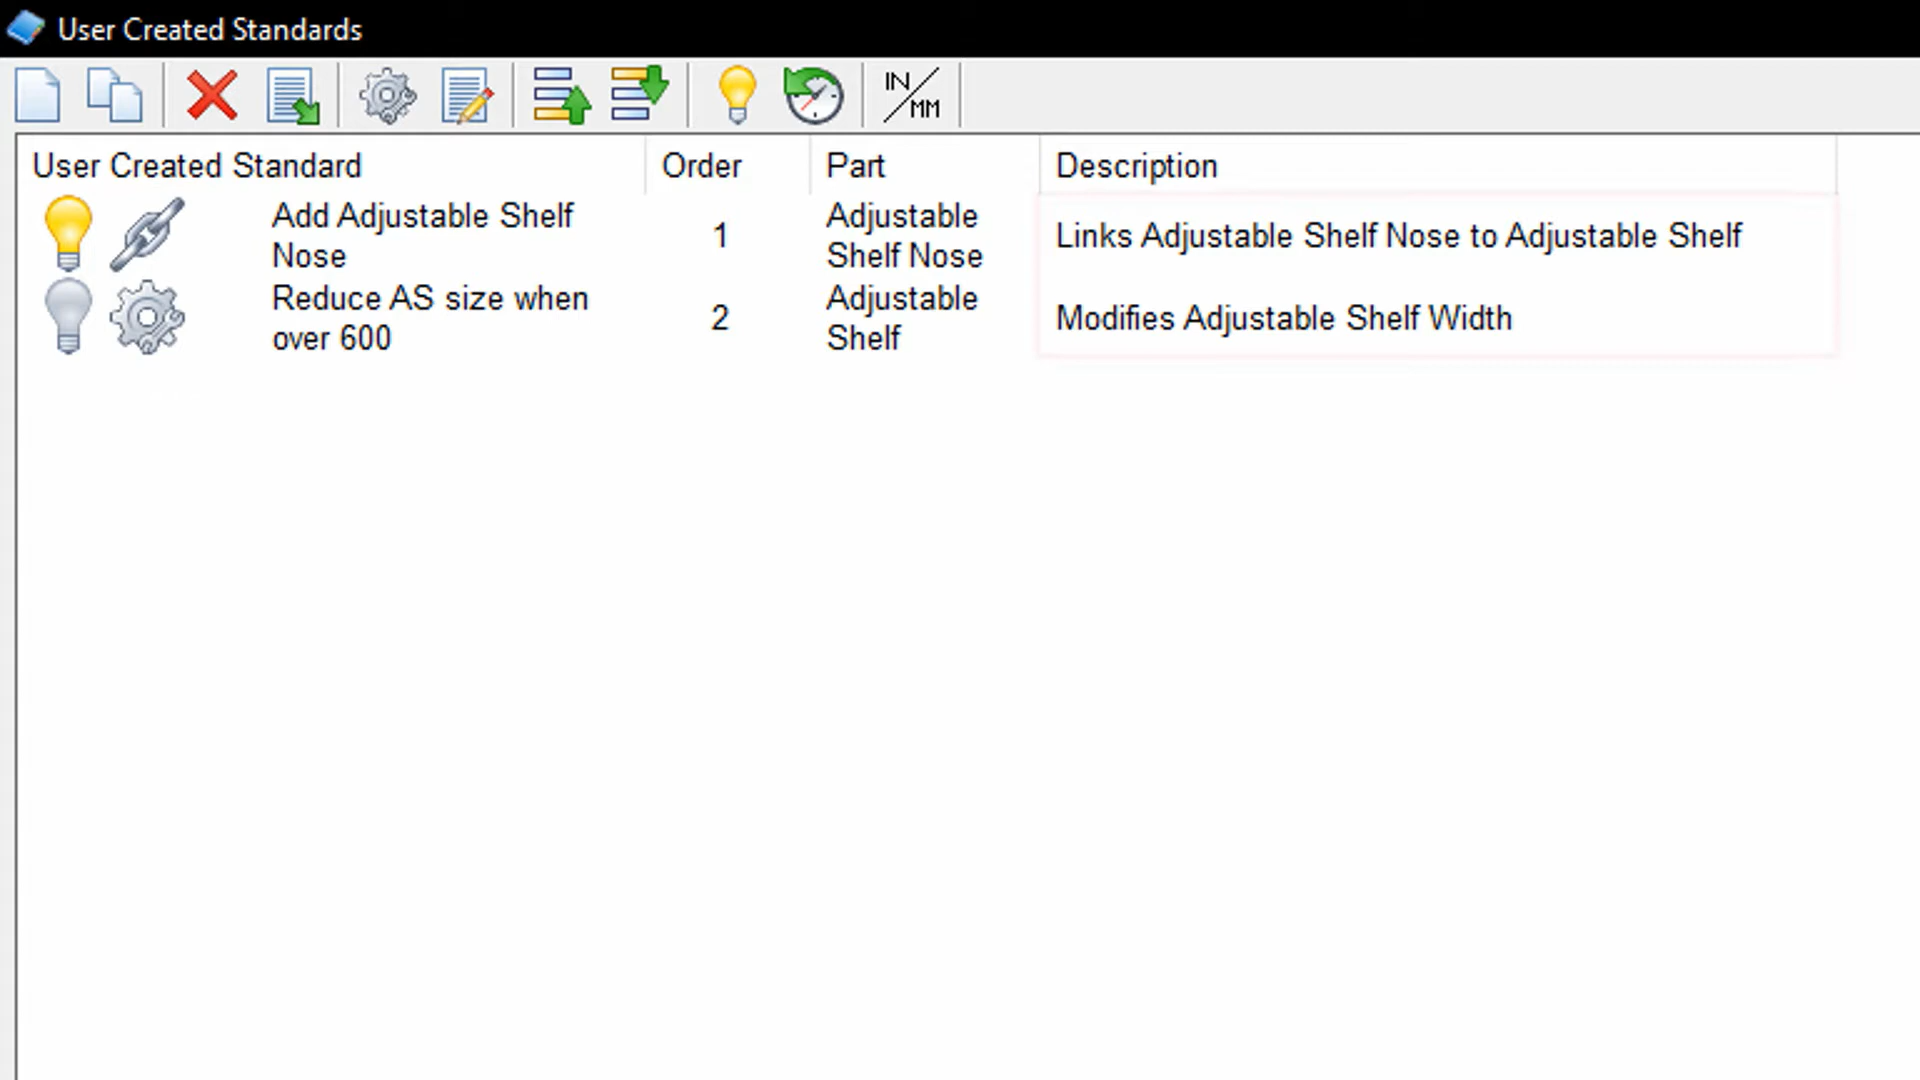 User Created Standards
IN/MM
User Created Standard Order Part Description
Add Adjustable Shelf
Nose
1
Adjustable
Shelf Nose
Links Adjustable Shelf Nose to Adjustable Shelf
Reduce AS size when
over 600
2
Adjustable
Shelf
Modifies Adjustable Shelf Width